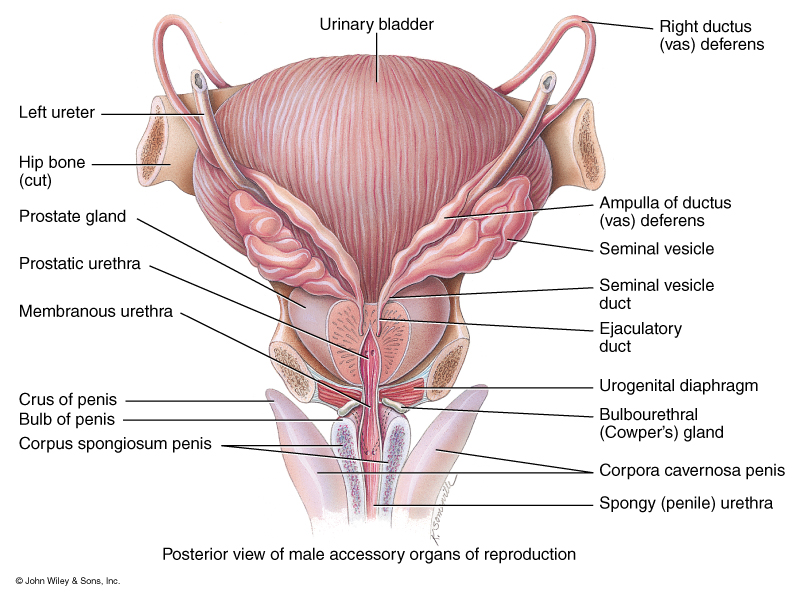 Urinary bladder
Right ductus
(vas) deferens
Left ureter
Hip bone
(cut)
Prostate gland
Prostatic urethra
Membranous urethra
Crus of penis
Bulb of penis
Corpus spongiosum penis
Ampulla of ductus
(vas) deferens
Seminal vesicle
Seminal vesicle
duct
Ejaculatory
duct
Urogenital diaphragm
Bulbourethral
(Cowper's) gland
Corpora cavernosa penis
Spongy (penile) urethra
Posterior view of male accessory organs of reproduction
© John Wiley & Sons, Inc.